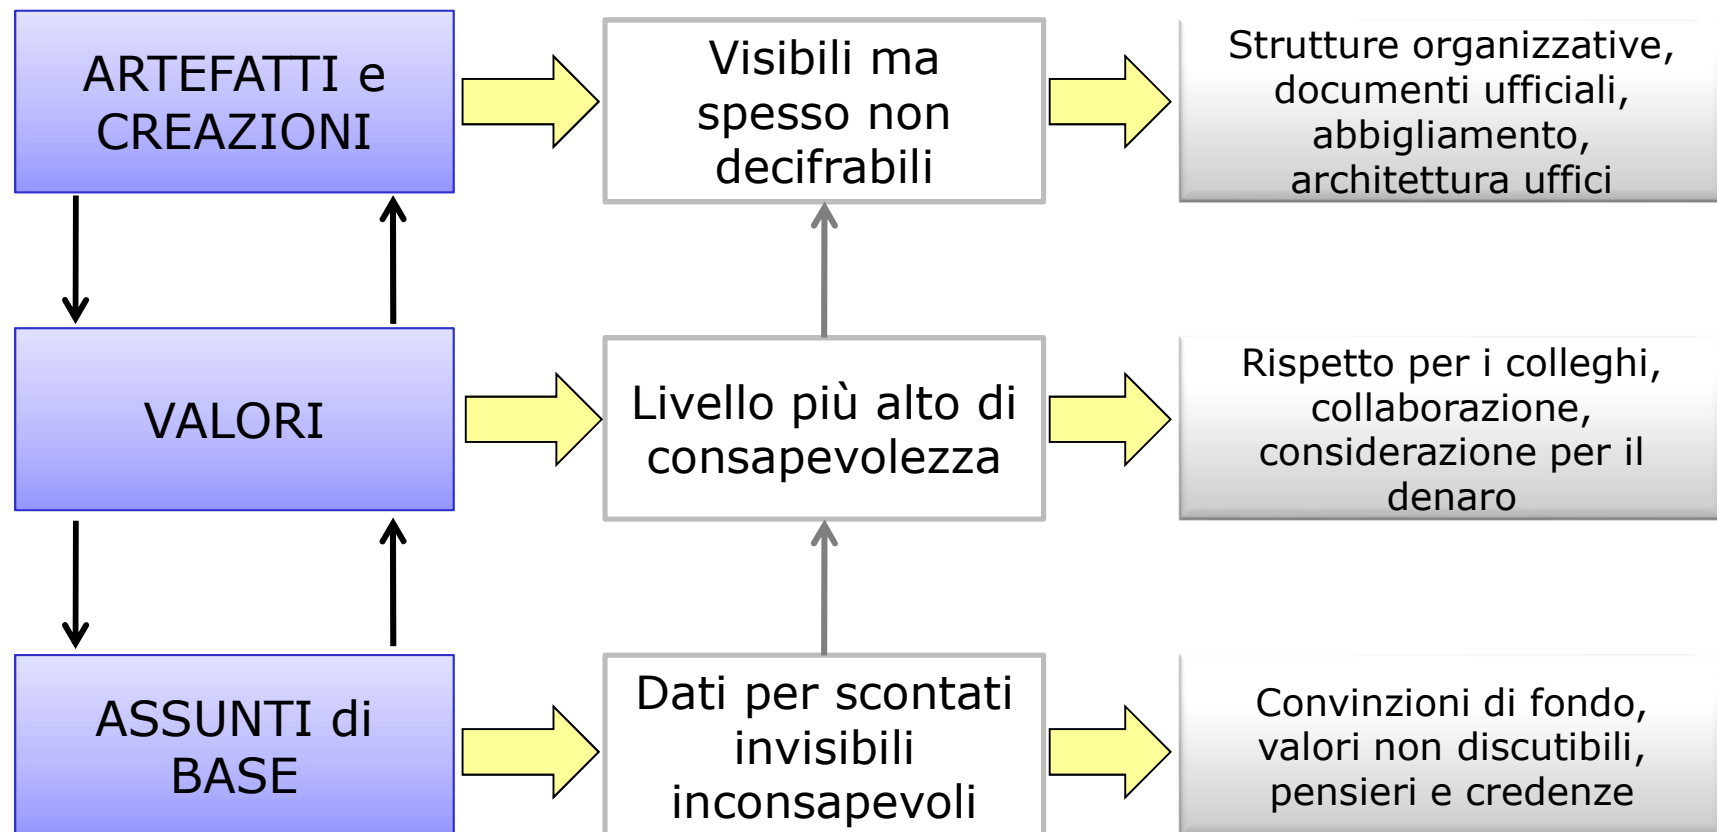 ARTEFATTI e
CREAZIONI
Visibili ma
spesso non
decifrabili
Strutture organizzative,
documenti ufficiali,
abbigliamento,
architettura uffici
VALORI
Livello più alto di
consapevolezza
Rispetto per i colleghi,
collaborazione,
considerazione per il
denaro
ASSUNTI di
BASE
Dati per scontati
invisibili
inconsapevoli
Convinzioni di fondo,
valori non discutibili,
pensieri e credenze